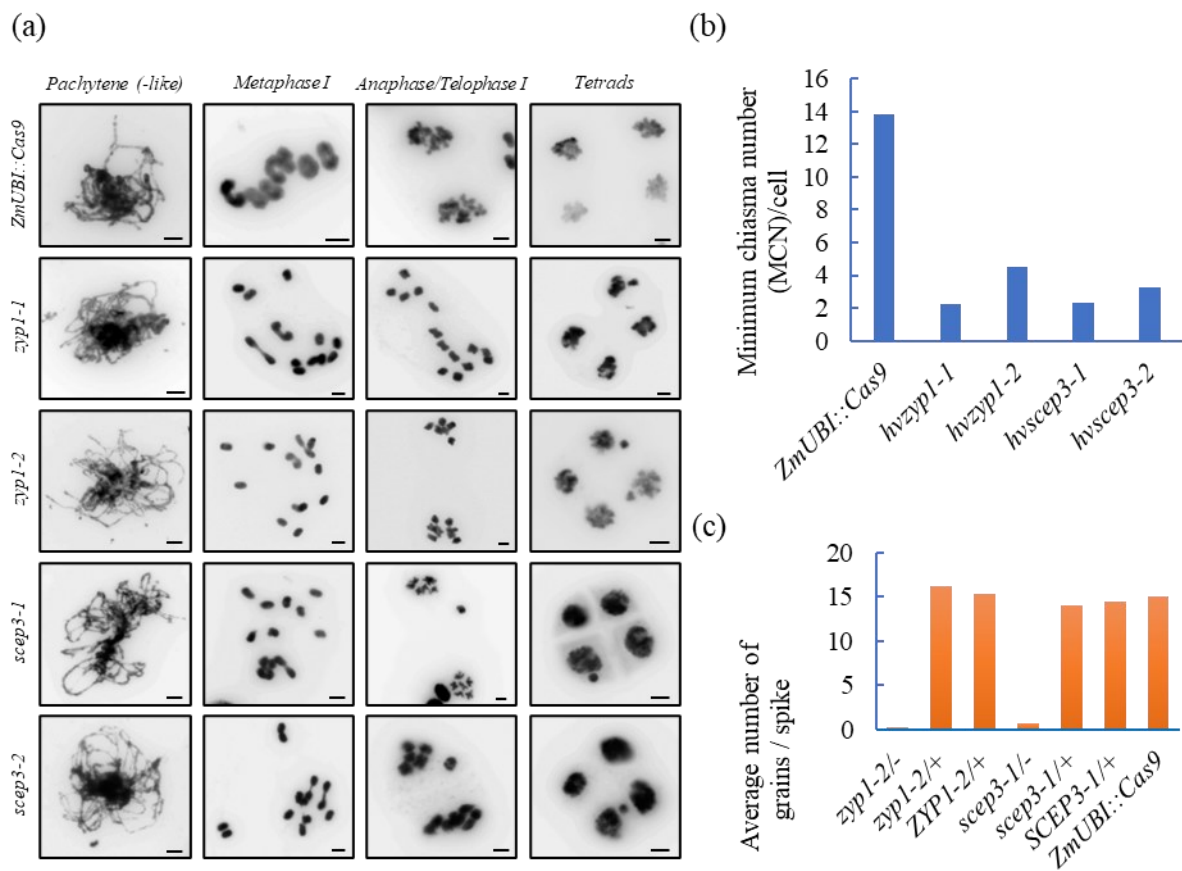 (a)
Pachytene (-like) Metaphase I Anaphase/Telophase I Tetrads
ZmUBI::Cas9
zyp1-1
zyp1-2
scep3-1
scep3-2
(b)
Minimum chiasma number
(MCN)/cell
16
14
12
10
8
6
4
2
0
ZmUBI::Cas9
hvzyp1-1
hvzyp1-2
hvscep3-1
hvscep3-2
(c)
Average number of
grains / spike
20
15
10
5
0
zyp1-2/-
zyp1-2/+
ZYP1-2/+
scep3-1/-
scep3-1/+
SCEP3-1/+
ZmUBI::Cas9